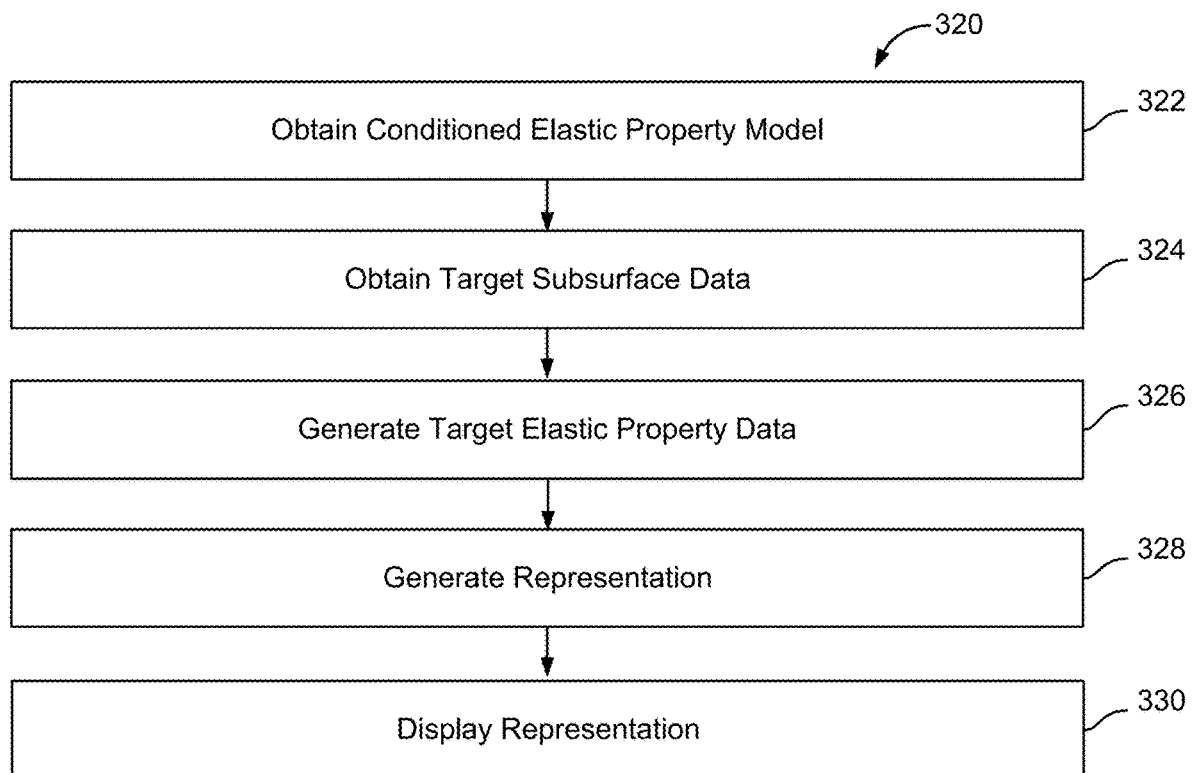 320
Obtain Conditioned Elastic Property Model
322
Obtain Target Subsurface Data
324
Generate Target Elastic Property Data
326
Generate Representation
328
Display Representation
330